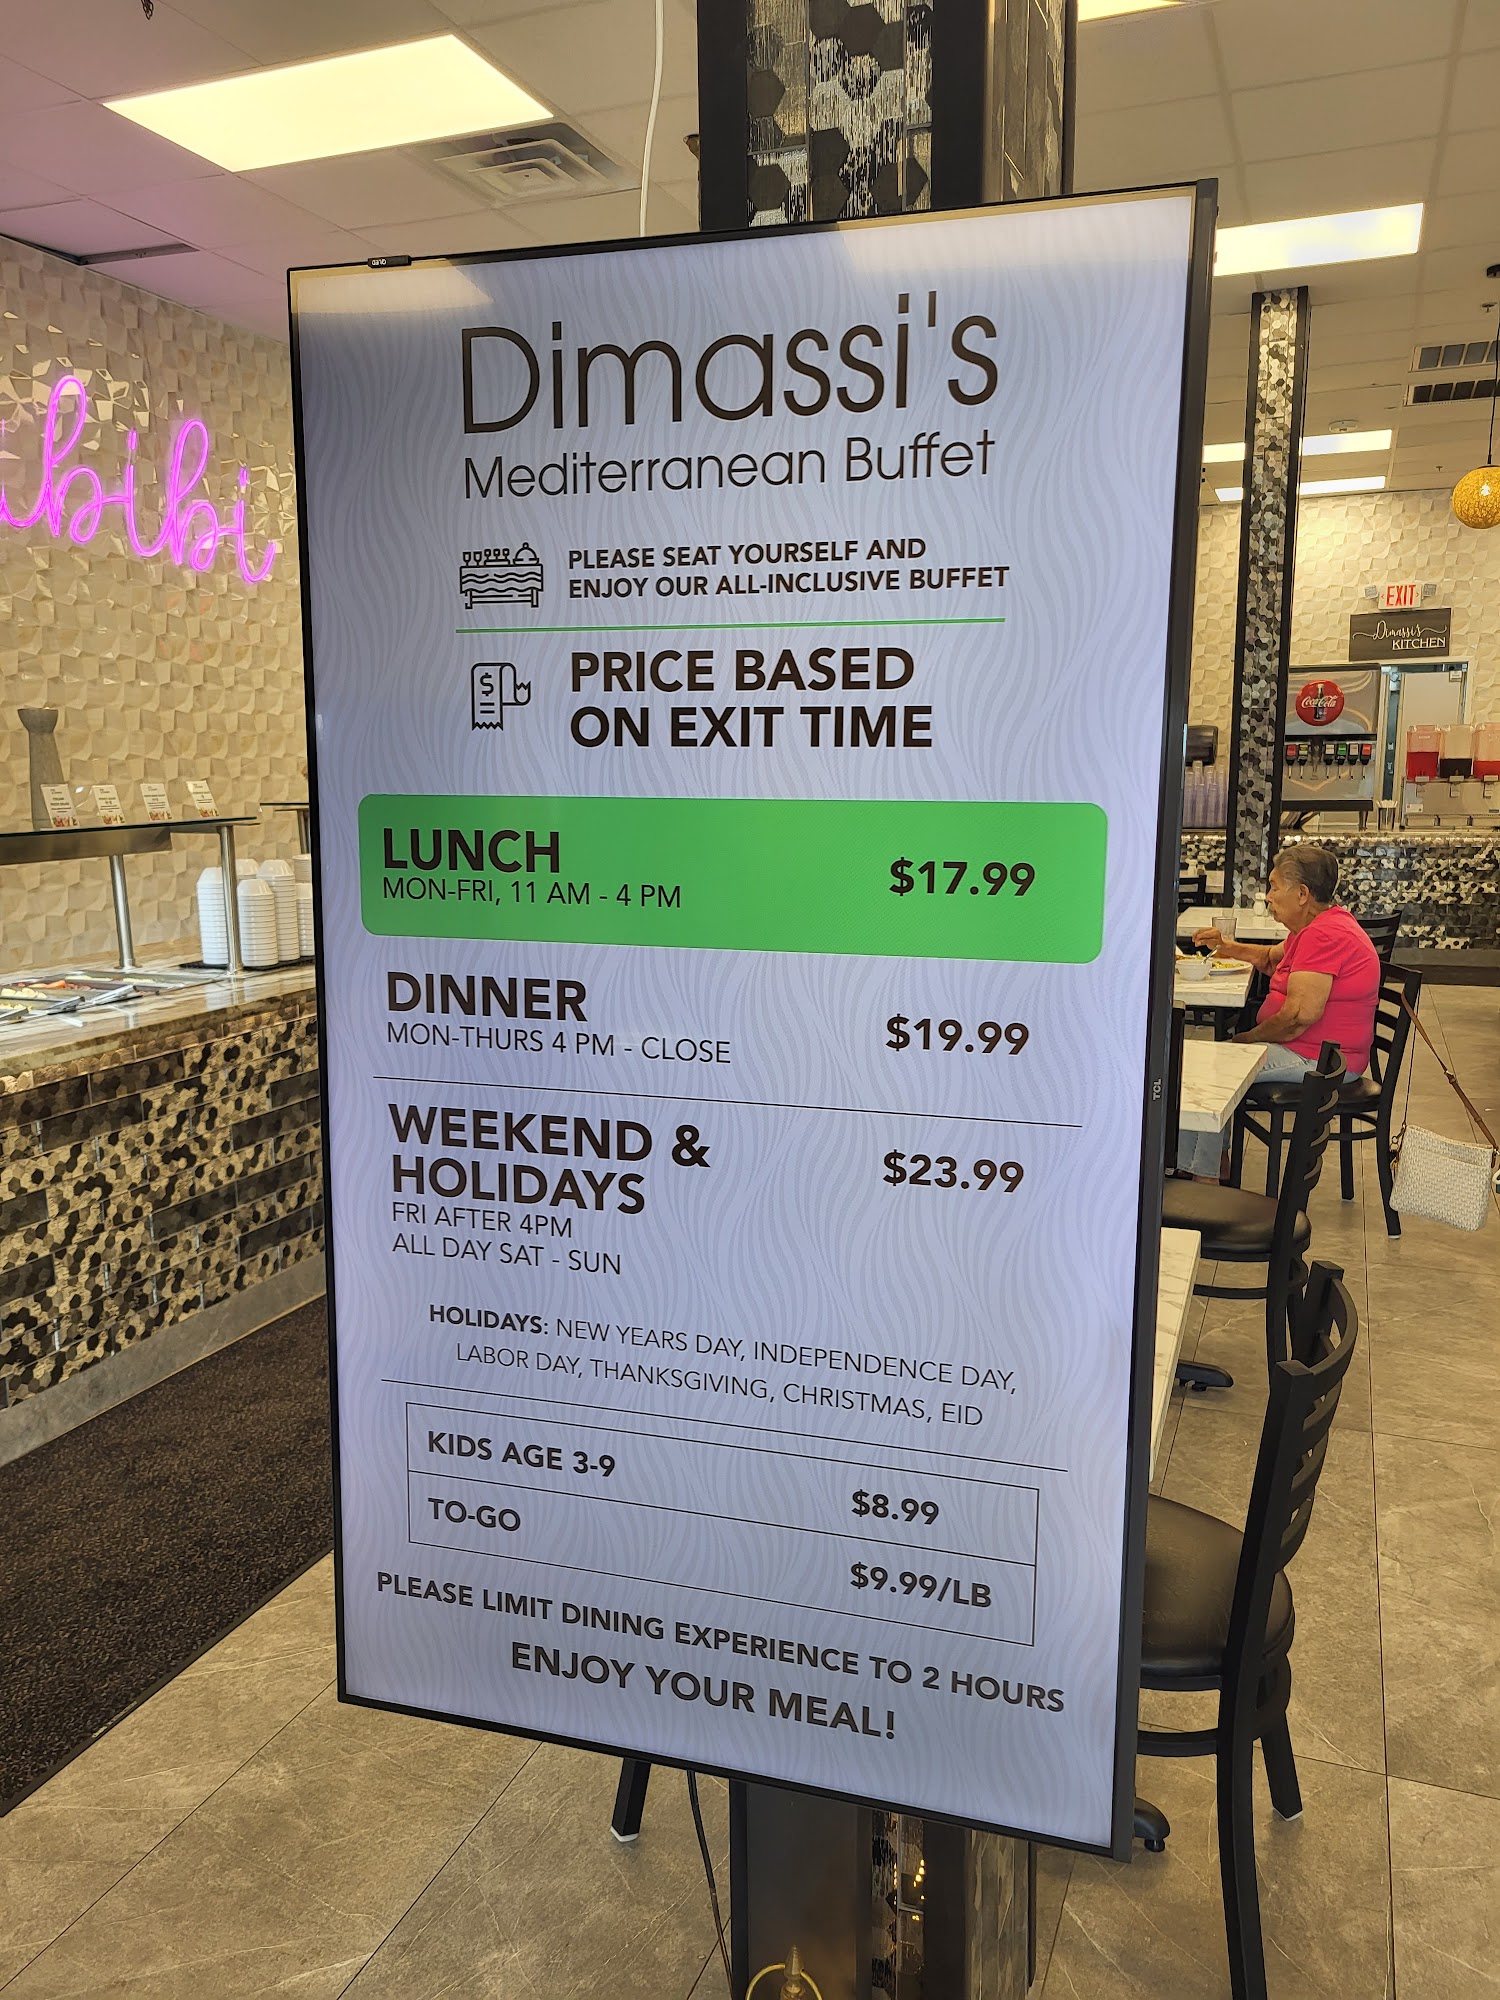 Dimassi's
Mediterranean Buffet
PLEASE SEAT YOURSELF AND
ENJOY OUR ALL-INCLUSIVE BUFFET
$
PRICE BASED
ON EXIT TIME
LUNCH
MON-FRI, 11 AM - 4 PM
$17.99
DINNER
MON-THURS 4 PM - CLOSE
$19.99
WEEKEND &
HOLIDAYS
FRI AFTER 4PM
ALL DAY SAT - SUN
$23.99
HOLIDAYS: NEW YEARS DAY, INDEPENDENCE DAY,
LABOR DAY, THANKSGIVING, CHRISTMAS, EID
KIDS AGE 3-9 $8.99
TO-GO $9.99/LB
PLEASE LIMIT DINING EXPERIENCE TO 2 HOURS
ENJOY YOUR MEAL!
TCL
QLED
abibi
EXIT
Dimassi's
KITCHEN
Coca-Cola